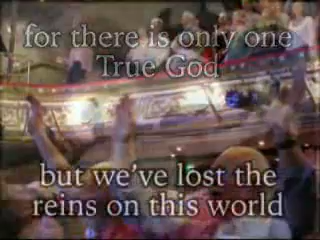 for there is only one
True God
but we've lost the
reins on this world